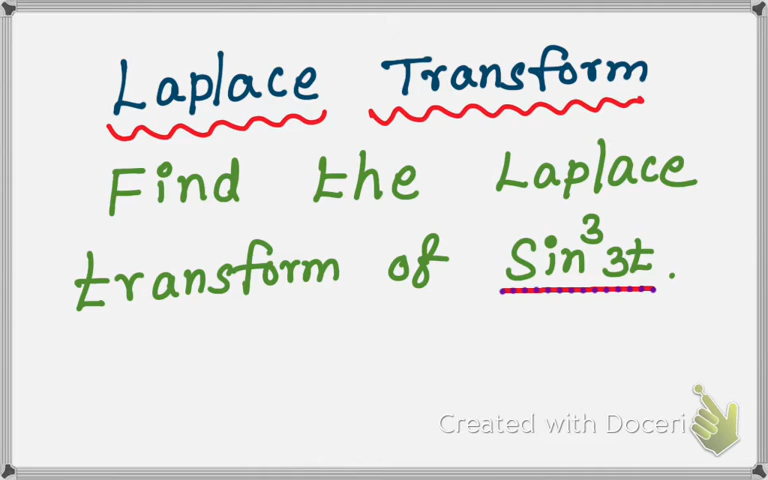 Laplace Transform
Find the Laplace
transform of Sin³3t.
Created with Doceri